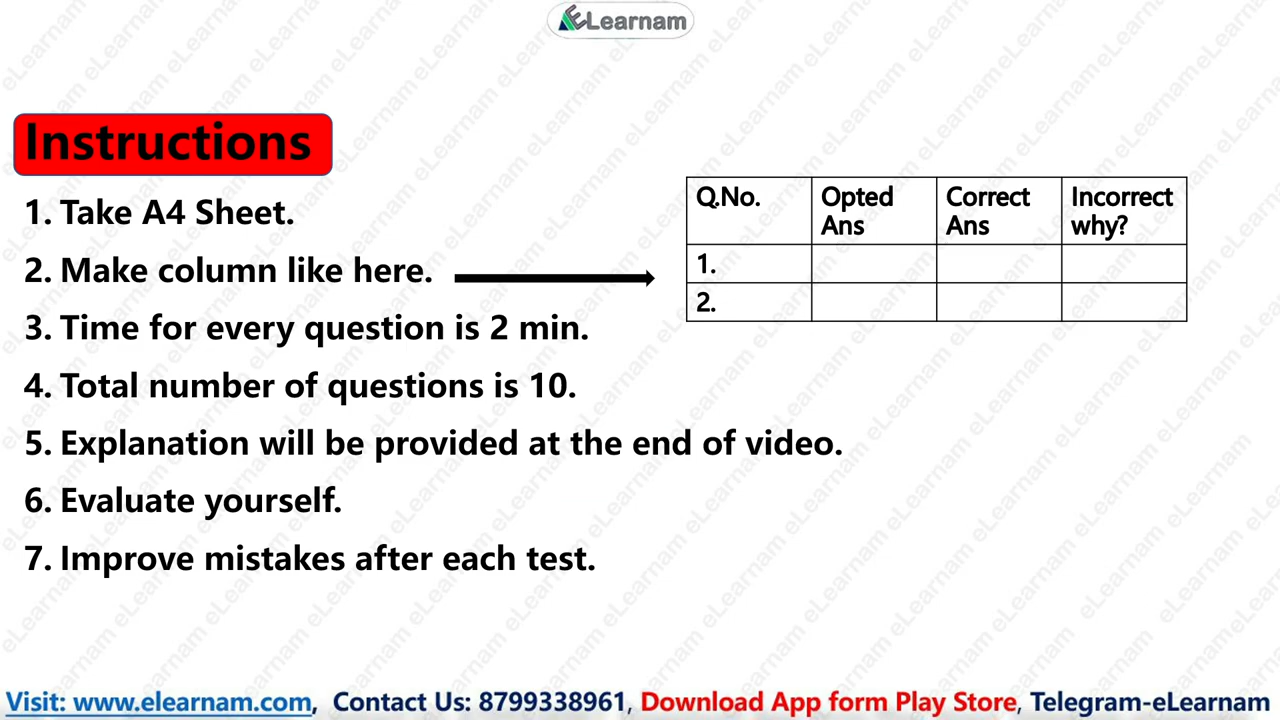 eLearnam
Instructions
1. Take A4 Sheet.
2. Make column like here.
3. Time for every question is 2 min.
4. Total number of questions is 10.
5. Explanation will be provided at the end of video.
6. Evaluate yourself.
7. Improve mistakes after each test.
Q.No. Opted Ans Correct Ans Incorrect why?
1.
2.
Visit: www.elearnam.com, Contact Us: 8799338961, Download App form Play Store, Telegram-eLearnam